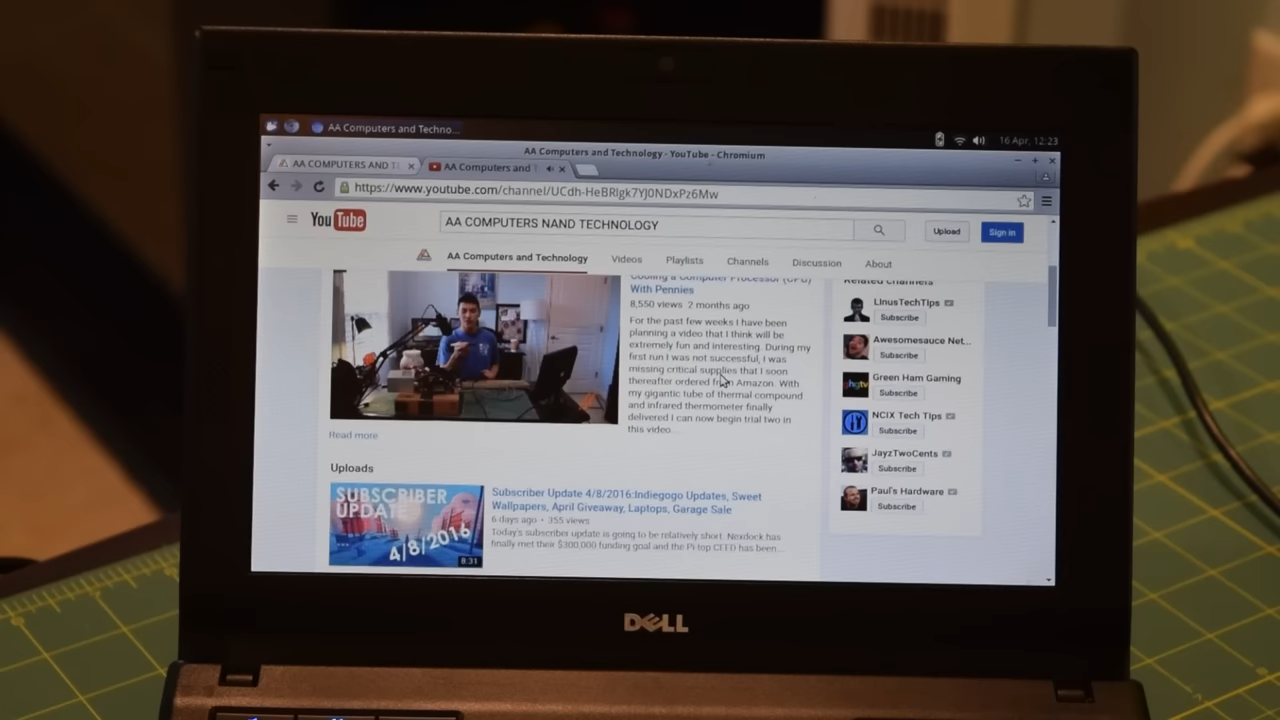 AA Computers and Techno...
16 Apr, 12:23
AA Computers and Technology - YouTube - Chromium
AA COMPUTERS AND T
AA Computers and
https://www.youtube.com/channel/UCdh-HeBRlgk7YJ0NDxPz6Mw
YouTube
AA COMPUTERS NAND TECHNOLOGY
Upload
Sign in
AA Computers and Technology
Videos
Playlists
Channels
Discussion
About
Cooling a Computer Processor (CPU)
With Pennies
8,550 views 2 months ago
For the past few weeks I have been
planning a video that I think will be
extremely fun and interesting. During my
first run I was not successful, I was
missing critical supplies that I soon
thereafter ordered from Amazon. With
my gigantic tube of thermal compound
and infrared thermometer finally
delivered I can now begin trial two in
this video...
Read more
Related channels
LinusTechTips
Subscribe
Awesomesauce Net...
Subscribe
Green Ham Gaming
Subscribe
ghgtv
NCIX Tech Tips
Subscribe
JayzTwoCents
Subscribe
Paul's Hardware
Subscribe
Uploads
SUBSCRIBER
UPDATE
4/8/2016
8:31
Subscriber Update 4/8/2016:Indiegogo Updates, Sweet
Wallpapers, April Giveaway, Laptops, Garage Sale
6 days ago • 355 views
Today's subscriber update is going to be relatively short. Nexdock has
finally met their $300,000 funding goal and the Pi-top CEED has been...
DELL